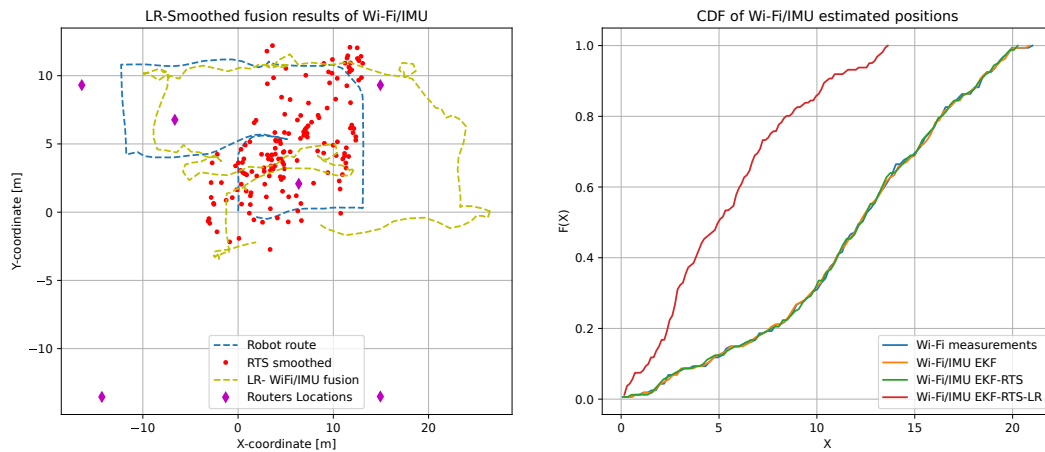 LR-Smoothed fusion results of Wi-Fi/IMU
Y-coordinate [m]
10
5
0
−5
−10
Robot route
RTS smoothed
LR- WiFi/IMU fusion
Routers Locations
−10
0
10
20
X-coordinate [m]
CDF of Wi-Fi/IMU estimated positions
F(X)
1.0
0.8
0.6
0.4
0.2
0.0
Wi-Fi measurements
Wi-Fi/IMU EKF
Wi-Fi/IMU EKF-RTS
Wi-Fi/IMU EKF-RTS-LR
0
5
10
15
20
X